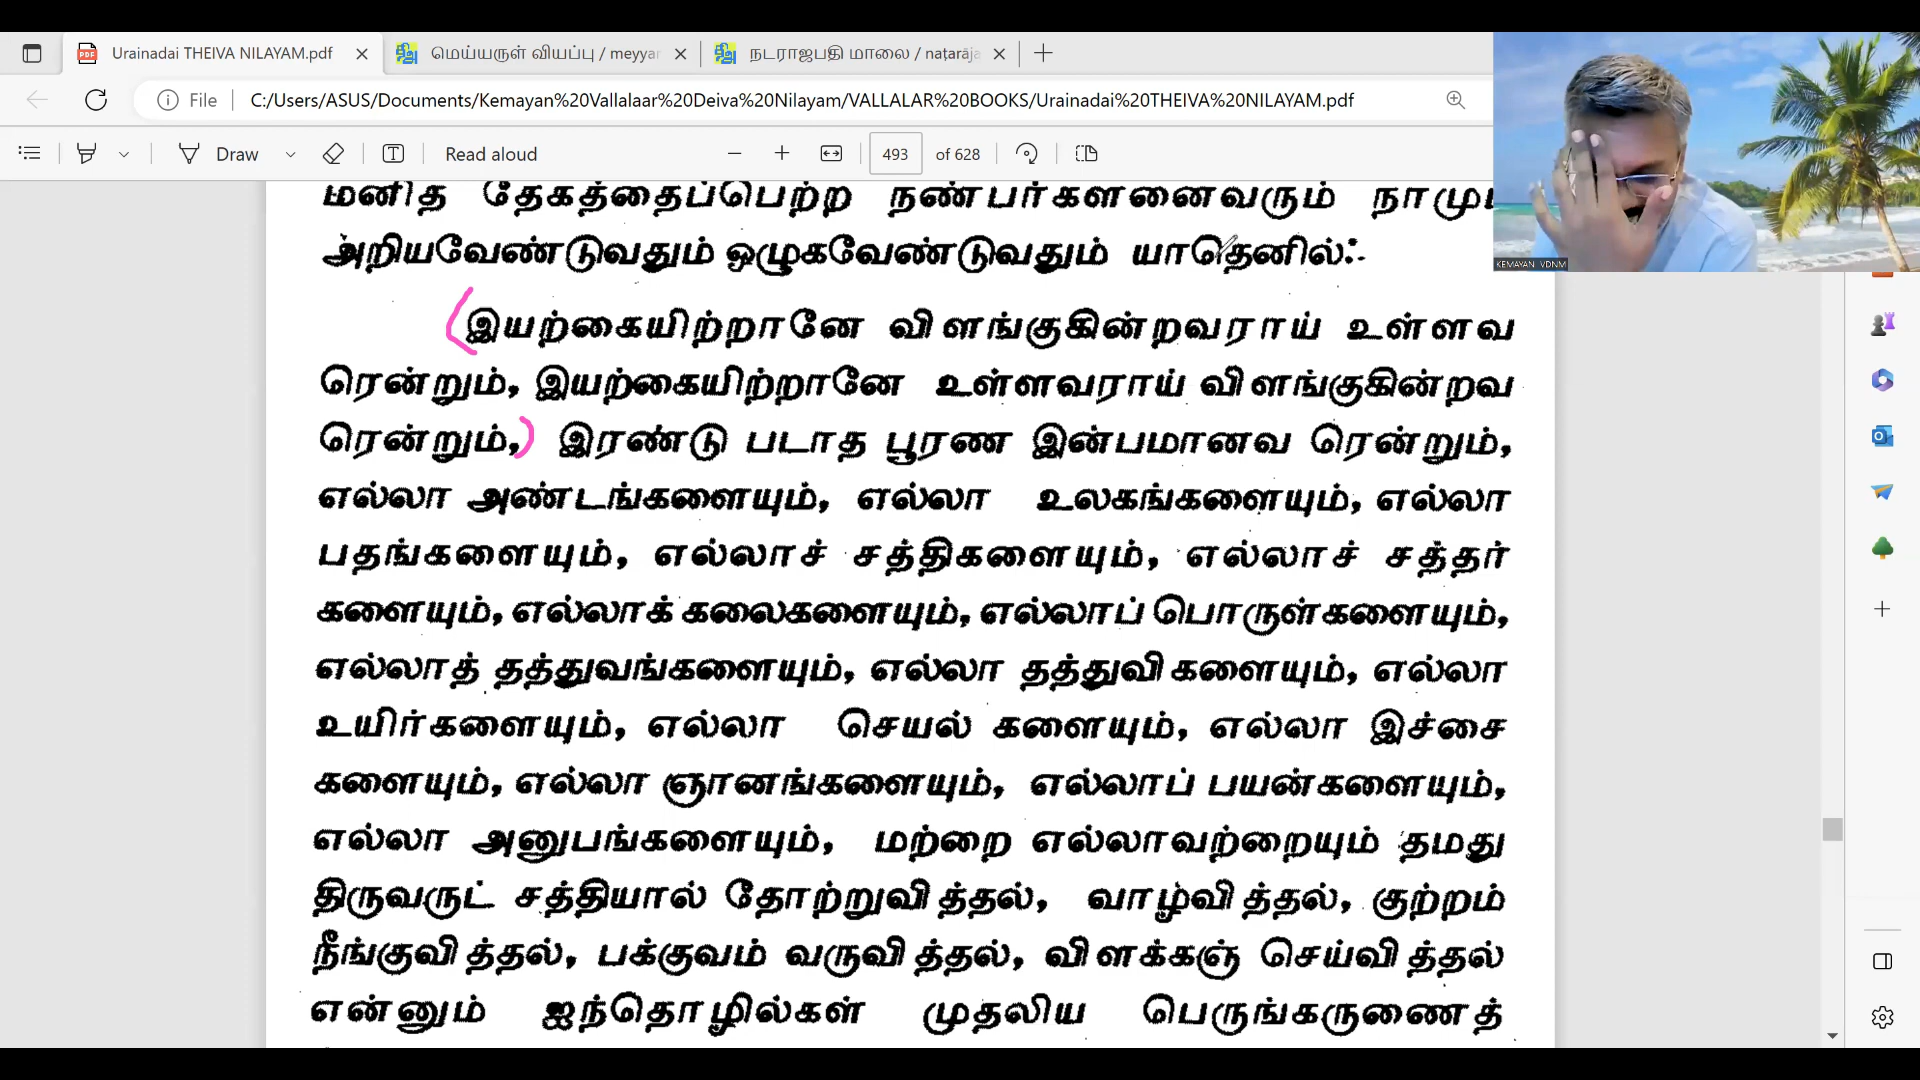 Urainadai THEIVA NILAYAM.pdf
மெய்யருள் வியப்பு / meyyar
நடராஜபதி மாலை / naṭarāja
File
C:/Users/ASUS/Documents/Kemayan%20Vallalaar%20Deiva%20Nilayam/VALLALAR%20BOOKS/Urainadai%20THEIVA%20NILAYAM.pdf
Draw
Read aloud
493 of 628
KEMAYAN VDNM
மனித தேகத்தைப்பெற்ற நண்பர்களனைவரும்
அறியவேண்டுவதும் ஒழுகவேண்டுவதும் யாதெனில்:-
(இயற்கையிற்றானே விளங்குகின்றவராய் உள்ளவ
ரென்றும், இயற்கையிற்றானே உள்ளவராய் விளங்குகின்றவ
ரென்றும்,) இரண்டு படாத பூரண இன்பமானவ ரென்றும்,
எல்லா அண்டங்களையும், எல்லா உலகங்களையும், எல்லா
பதங்களையும், எல்லாச் சத்திகளையும், எல்லாச் சத்தர்
களையும், எல்லாக் கலைகளையும், எல்லாப் பொருள்களையும்,
எல்லாத் தத்துவங்களையும், எல்லா தத்துவிகளையும், எல்லா
உயிர்களையும், எல்லா செயல் களையும், எல்லா இச்சை
களையும், எல்லா ஞானங்களையும், எல்லாப் பயன்களையும்,
எல்லா அனுபங்களையும், மற்றை எல்லாவற்றையும் தமது
திருவருட் சத்தியால் தோற்றுவித்தல், வாழ்வித்தல், குற்றம்
நீங்குவித்தல், பக்குவம் வருவித்தல், விளக்கஞ் செய்வித்தல்
என்னும் ஐந்தொழில்கள் முதலிய பெருங்கருணைத்